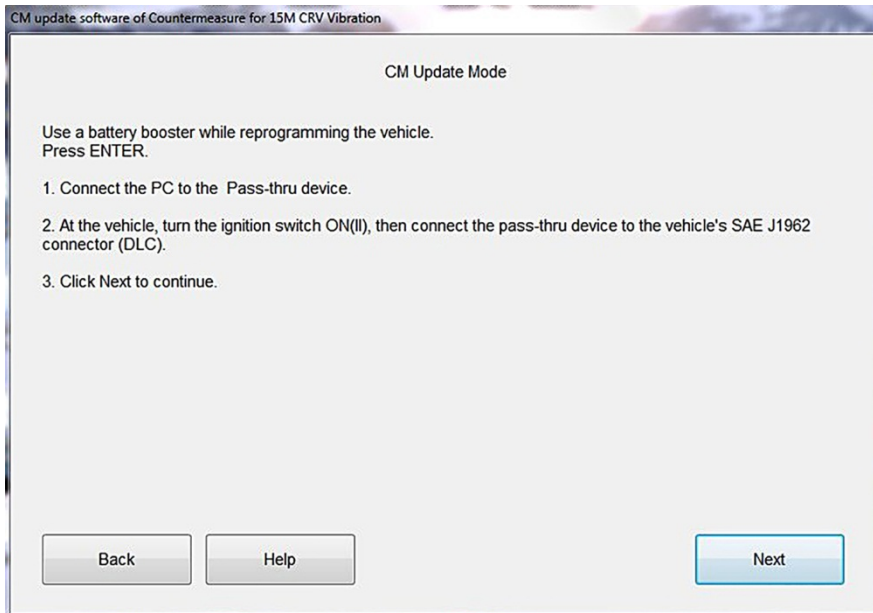 CM update software of Countermeasure for 15M CRV Vibration
CM Update Mode
Use a battery booster while reprogramming the vehicle.
Press ENTER.
1. Connect the PC to the Pass-thru device.
2. At the vehicle, turn the ignition switch ON(II), then connect the pass-thru device to the vehicle's SAE J1962
connector (DLC).
3. Click Next to continue.
Back
Help
Next